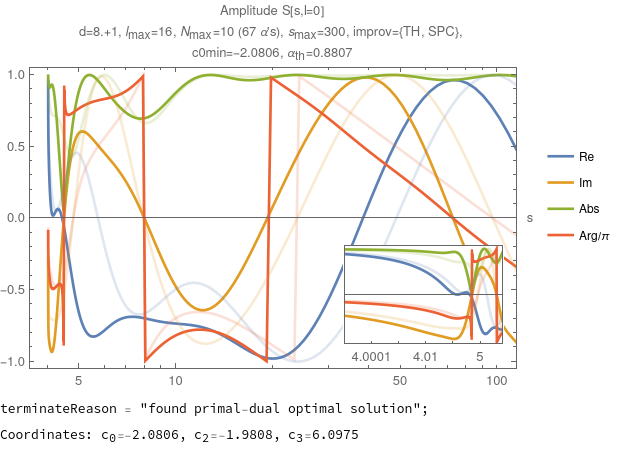 Amplitude S[s,l=0]
d=8.+1, lmax=16, Nmax=10 (67 α's), smax=300, improv={TH, SPC},
c0min=−2.0806, αth=0.8807
1.0
0.5
0.0
−0.5
−1.0
5
10
50
100
s
Re
Im
Abs
Arg/π
4.0001
4.01
5
terminateReason = "found primal-dual optimal solution";
Coordinates: c0=−2.0806, c2=−1.9808, c3=6.0975